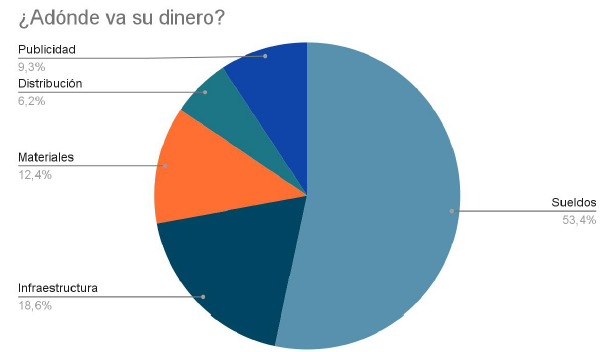 ¿Adónde va su dinero?
Publicidad
9,3%
Distribución
6,2%
Materiales
12,4%
Infraestructura
18,6%
Sueldos
53,4%